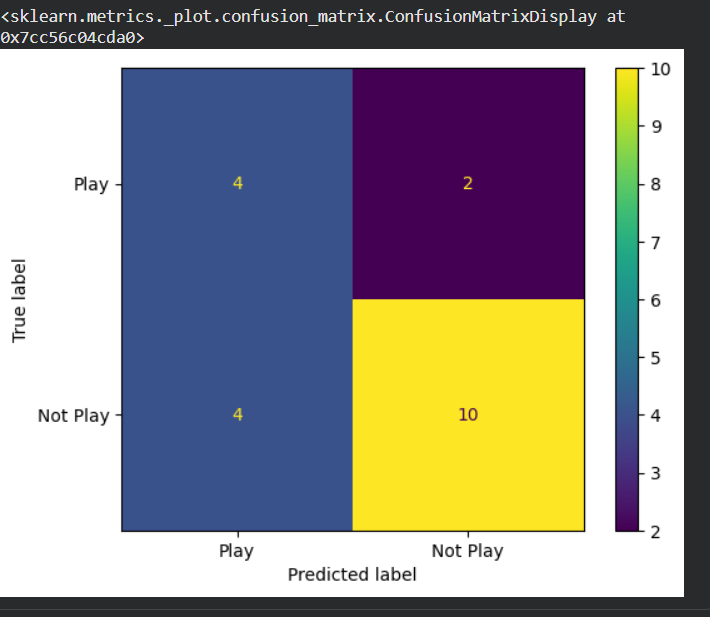 <sklearn.metrics._plot.confusion_matrix.ConfusionMatrixDisplay at
0x7cc56c04cda0>
10
9
8
7
6
5
4
3
2
True label
Play
4
2
Not Play
4
10
Play
Not Play
Predicted label